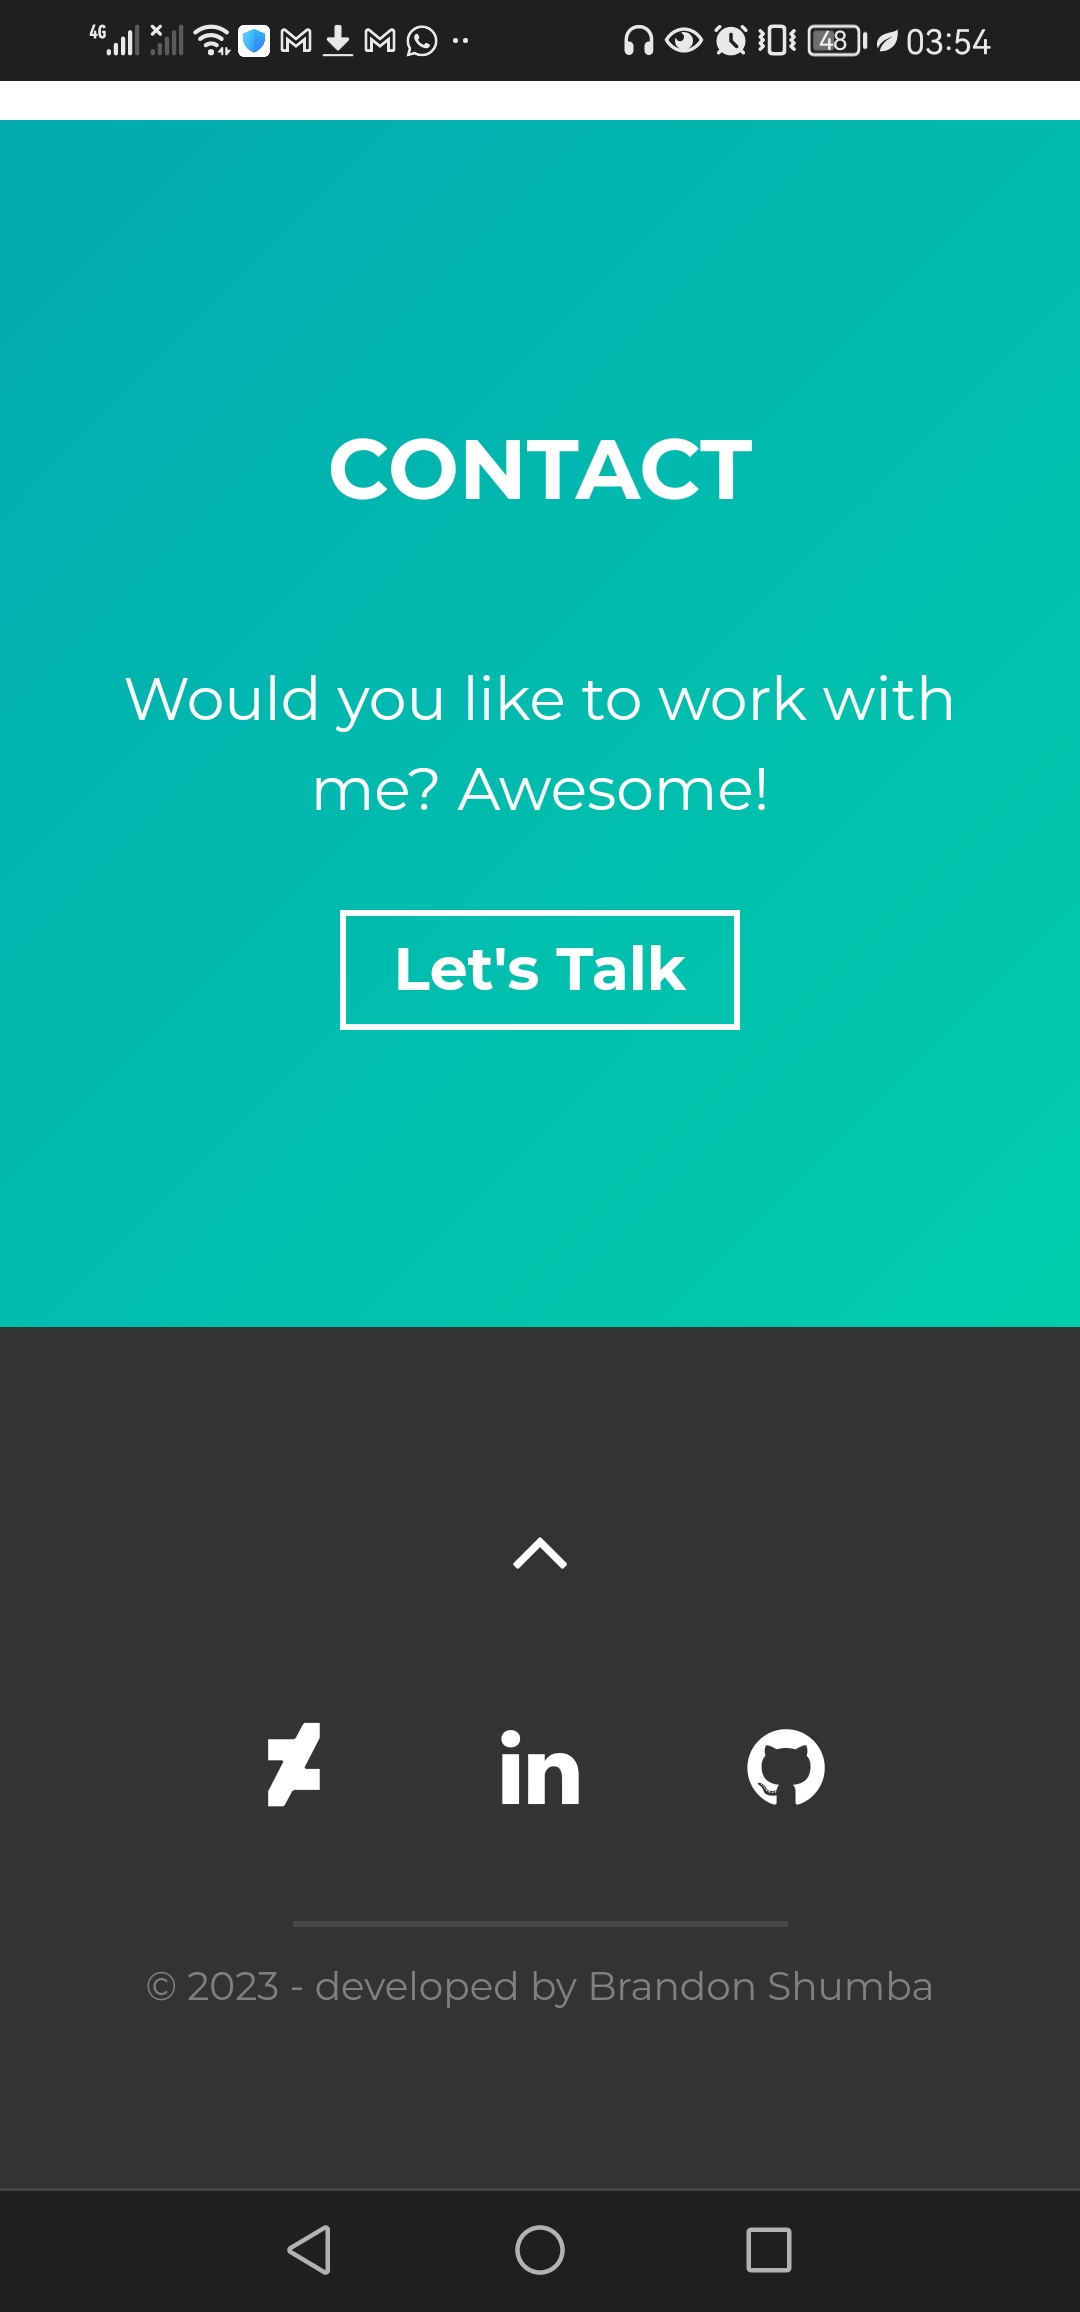 4G 48 03:54
CONTACT
Would you like to work with
me? Awesome!
Let's Talk
in
© 2023 - developed by Brandon Shumba